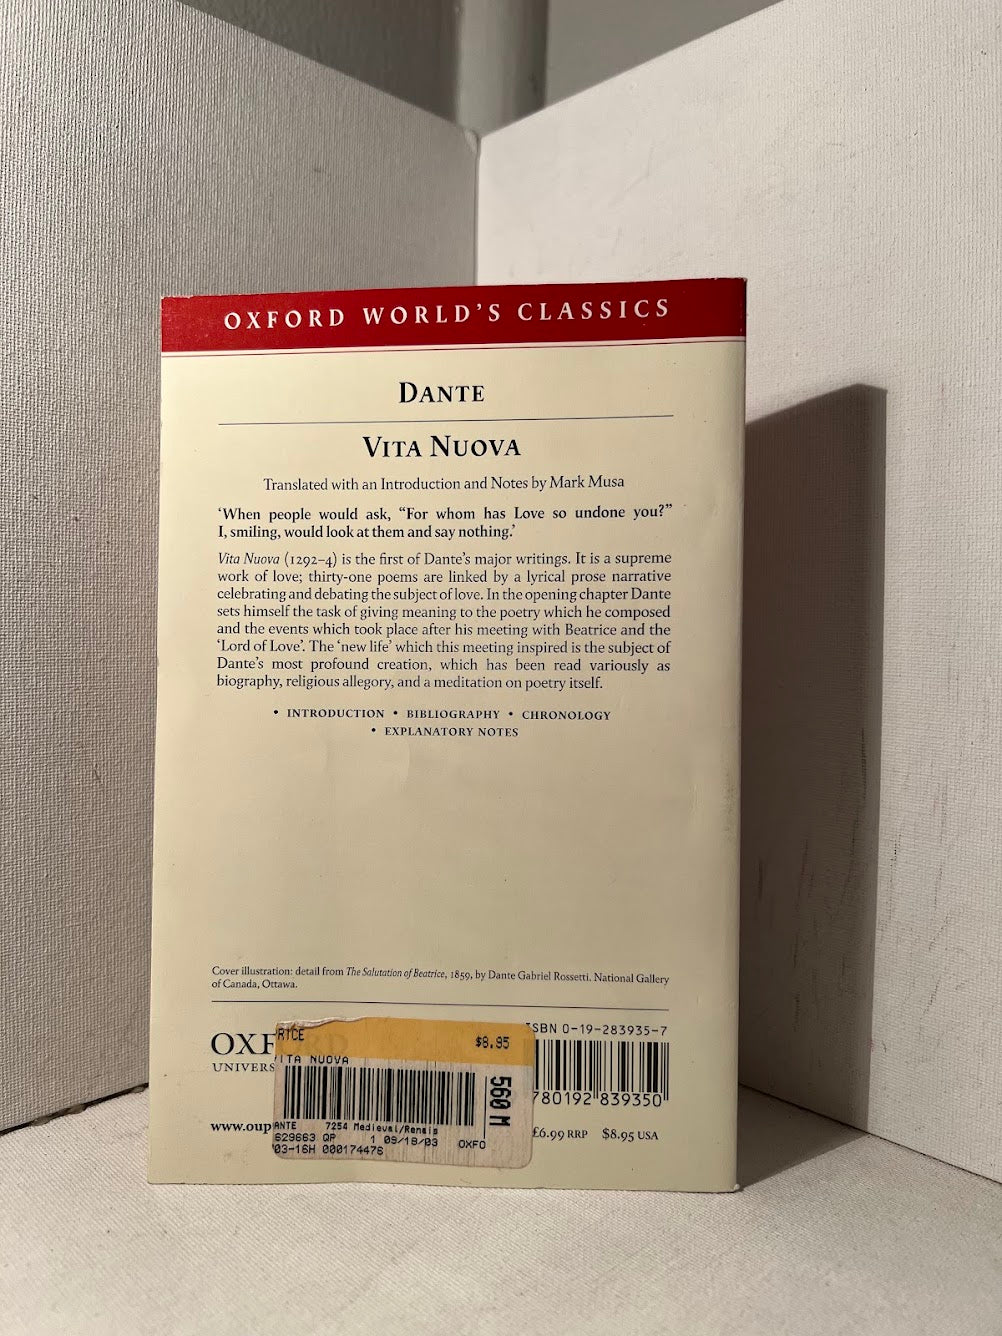 OXFORD WORLD'S CLASSICS
DANTE
VITA NUOVA
Translated with an Introduction and Notes by Mark Musa
‘When people would ask, “For whom has Love so undone you?”
I, smiling, would look at them and say nothing.’
Vita Nuova (1292–4) is the first of Dante's major writings. It is a supreme
work of love; thirty-one poems are linked by a lyrical prose narrative
celebrating and debating the subject of love. In the opening chapter Dante
sets himself the task of giving meaning to the poetry which he composed
and the events which took place after his meeting with Beatrice and the
‘Lord of Love’. The ‘new life’ which this meeting inspired is the subject of
Dante's most profound creation, which has been read variously as
biography, religious allegory, and a meditation on poetry itself.
• INTRODUCTION • BIBLIOGRAPHY • CHRONOLOGY
• EXPLANATORY NOTES
Cover illustration: detail from The Salutation of Beatrice, 1859, by Dante Gabriel Rossetti. National Gallery
of Canada, Ottawa.
OXFORD
UNIVERS
www.oup
RICE
$8.95
ITA NUOVA
560 M
ANTE 7254 Medieval/Renais
629663 QP 1 09/18/03 OXFO
03-16H 000174476
ISBN 0-19-283935-7
780192 839350
£6.99 RRP $8.95 USA